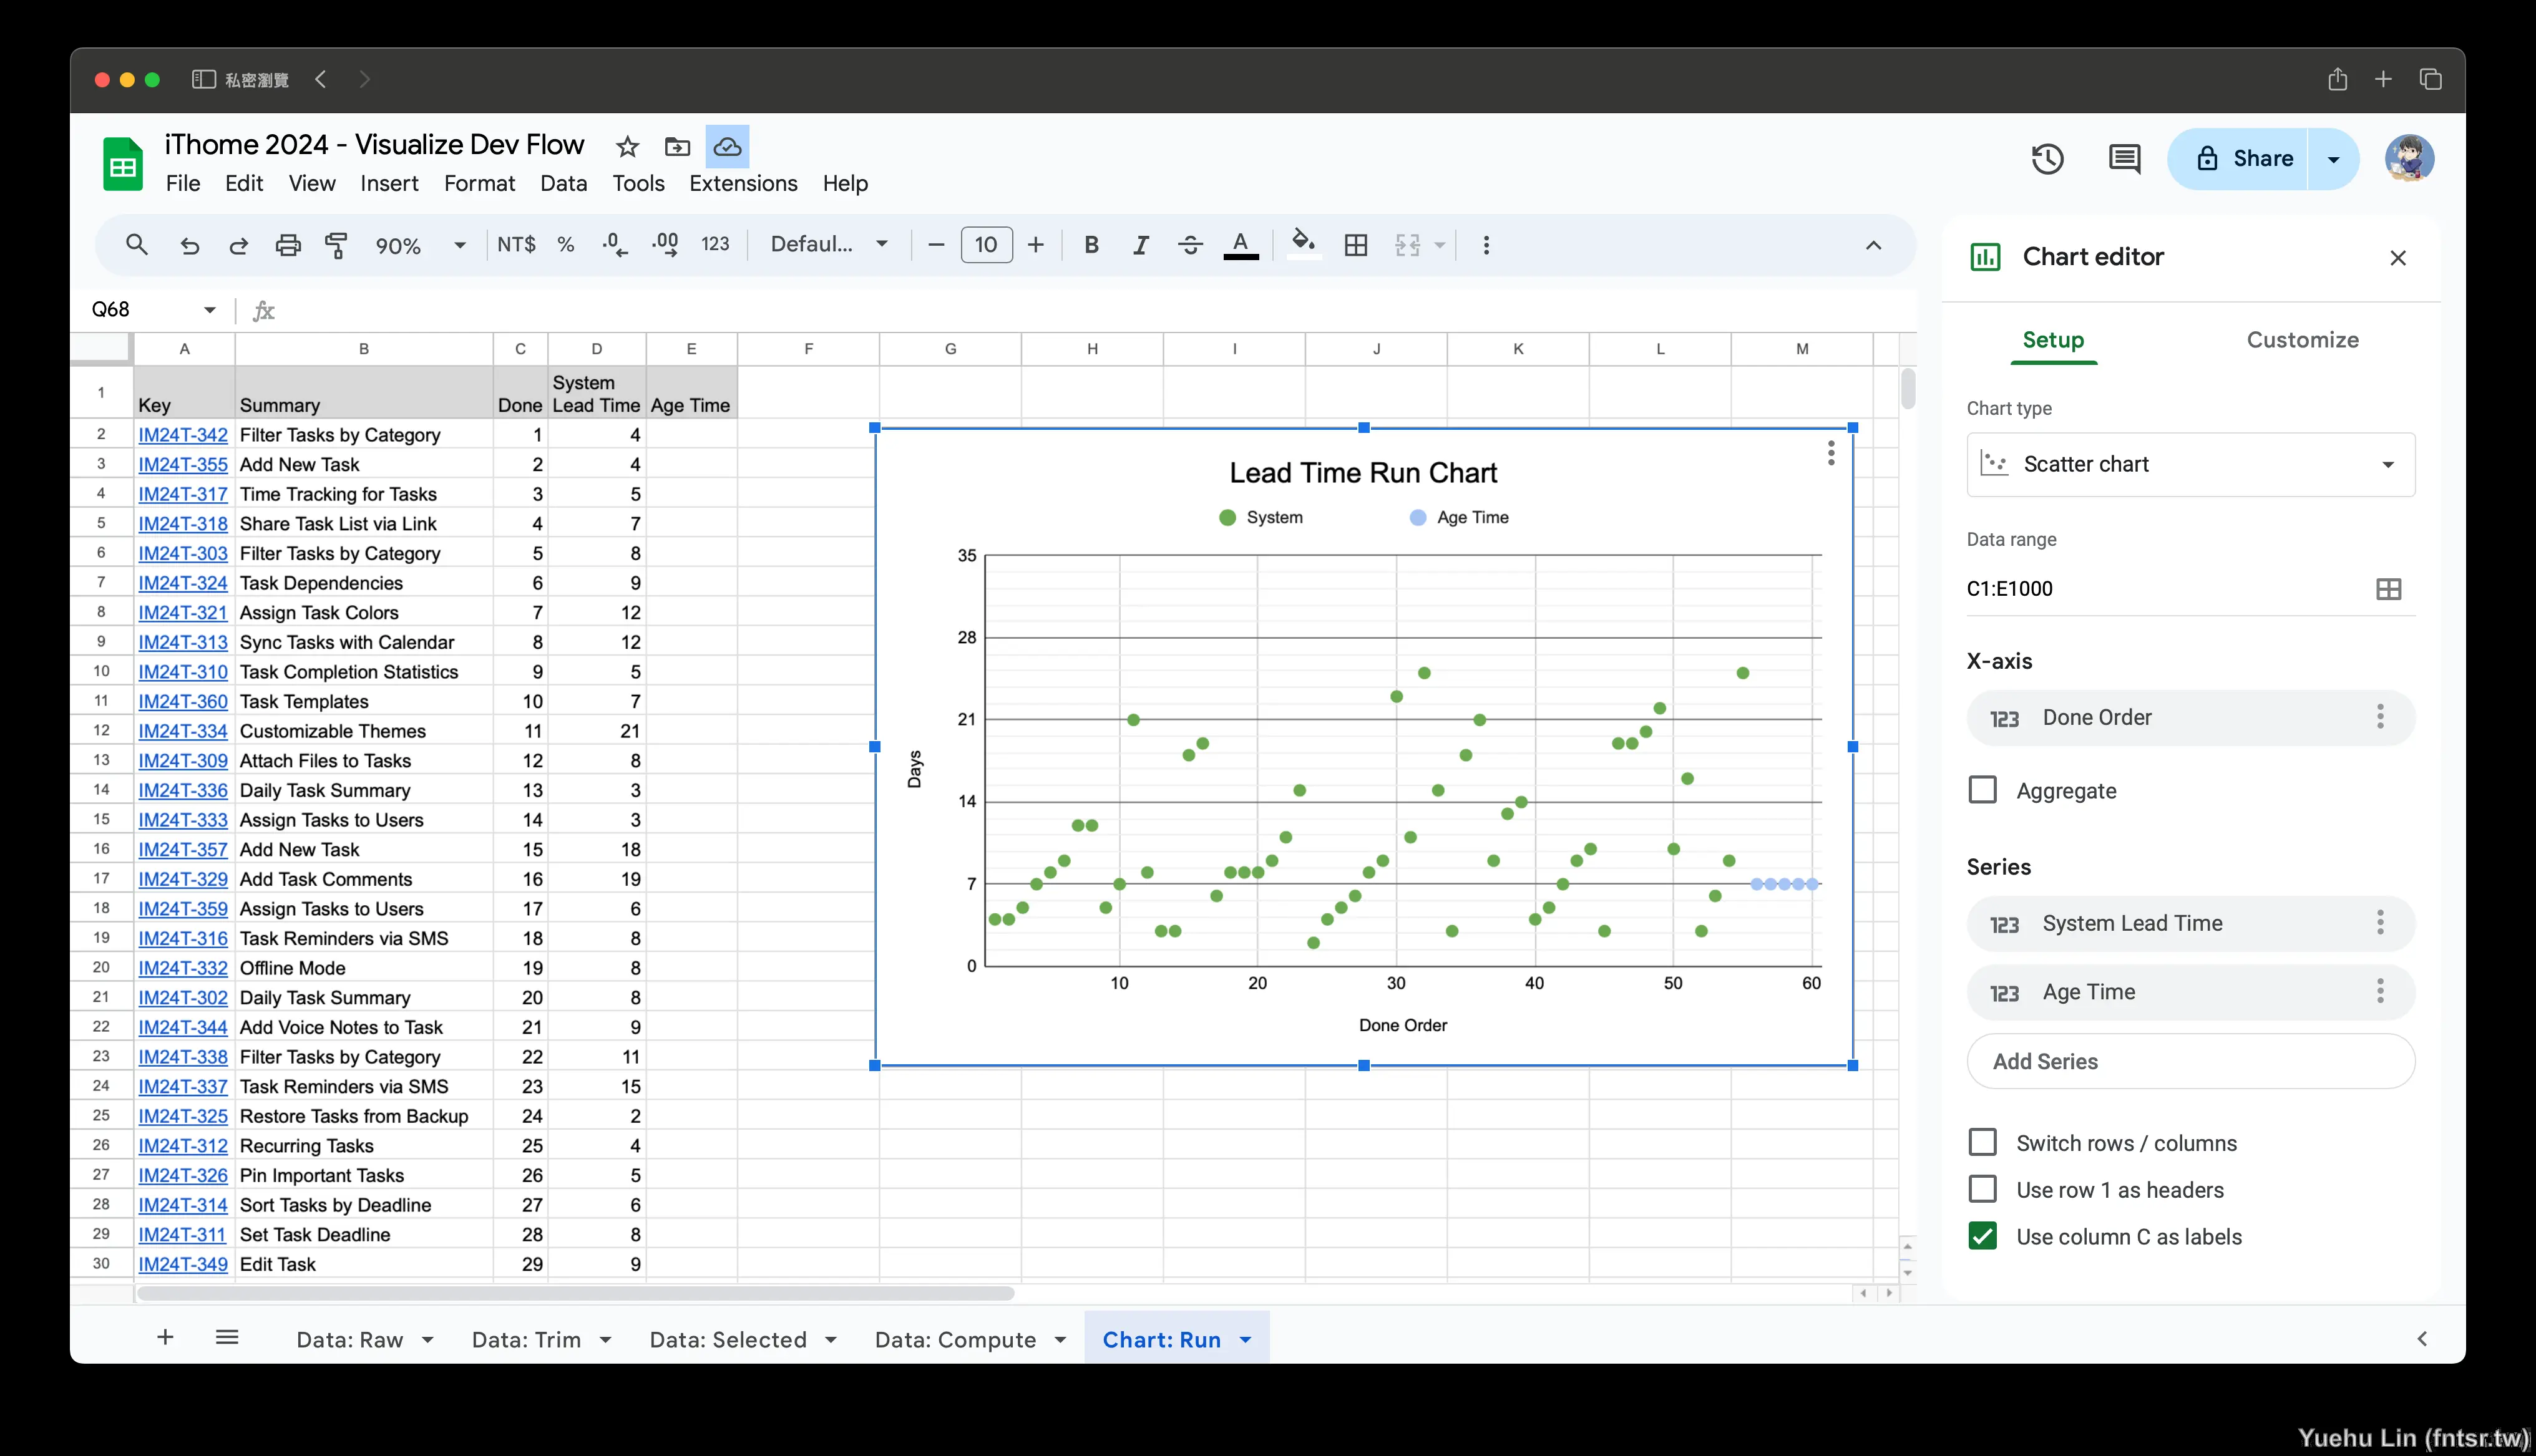 私密瀏覽
iThome 2024 - Visualize Dev Flow
File Edit View Insert Format Data Tools Extensions Help
Share
90% NT$ % .0 .00 123 Defaul... 10 B I A
Q68 fx
A B C D E F G H I J K L M
1 Key Summary Done System Lead Time Age Time
2 IM24T-342 Filter Tasks by Category 1 4
3 IM24T-355 Add New Task 2 4
4 IM24T-317 Time Tracking for Tasks 3 5
5 IM24T-318 Share Task List via Link 4 7
6 IM24T-303 Filter Tasks by Category 5 8
7 IM24T-324 Task Dependencies 6 9
8 IM24T-321 Assign Task Colors 7 12
9 IM24T-313 Sync Tasks with Calendar 8 12
10 IM24T-310 Task Completion Statistics 9 5
11 IM24T-360 Task Templates 10 7
12 IM24T-334 Customizable Themes 11 21
13 IM24T-309 Attach Files to Tasks 12 8
14 IM24T-336 Daily Task Summary 13 3
15 IM24T-333 Assign Tasks to Users 14 3
16 IM24T-357 Add New Task 15 18
17 IM24T-329 Add Task Comments 16 19
18 IM24T-359 Assign Tasks to Users 17 6
19 IM24T-316 Task Reminders via SMS 18 8
20 IM24T-332 Offline Mode 19 8
21 IM24T-302 Daily Task Summary 20 8
22 IM24T-344 Add Voice Notes to Task 21 9
23 IM24T-338 Filter Tasks by Category 22 11
24 IM24T-337 Task Reminders via SMS 23 15
25 IM24T-325 Restore Tasks from Backup 24 2
26 IM24T-312 Recurring Tasks 25 4
27 IM24T-326 Pin Important Tasks 26 5
28 IM24T-314 Sort Tasks by Deadline 27 6
29 IM24T-311 Set Task Deadline 28 8
30 IM24T-349 Edit Task 29 9
Lead Time Run Chart
System Age Time
35
28
21
14
7
0
Days
10 20 30 40 50 60
Done Order
Chart editor
Setup Customize
Chart type
Scatter chart
Data range
C1:E1000
X-axis
123 Done Order
Aggregate
Series
123 System Lead Time
123 Age Time
Add Series
Switch rows / columns
Use row 1 as headers
Use column C as labels
Data: Raw Data: Trim Data: Selected Data: Compute Chart: Run
Yuehu Lin (fntsr.tw)